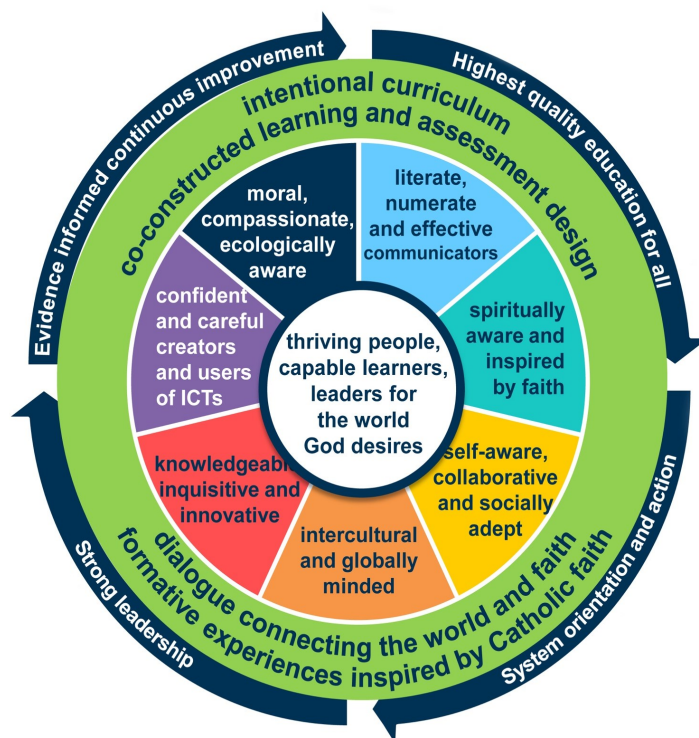 Evidence informed continuous improvement
Highest quality education for all
System orientation and action
Strong leadership
intentional curriculum
co-constructed learning and assessment design
moral,
compassionate,
ecologically
aware
literate,
numerate
and effective
communicators
spiritually
aware and
inspired
by faith
self-aware,
collaborative
and socially
adept
intercultural
and globally
minded
knowledgeabl
inquisitive and
innovative
confident
and careful
creators
and users
of ICTs
thriving people,
capable learners,
leaders for
the world
God desires
dialogue connecting the world and faith
formative experiences inspired by Catholic faith